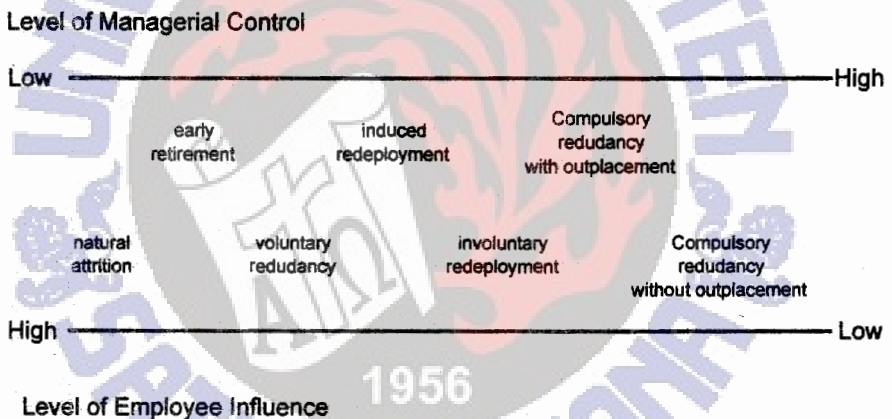 Level of Managerial Control
Low High
early retirement
induced redeployment
Compulsory redudancy with outplacement
natural attrition
voluntary redudancy
involuntary redeployment
Compulsory redudancy without outplacement
High Low
Level of Employee Influence
Α Ω
1956